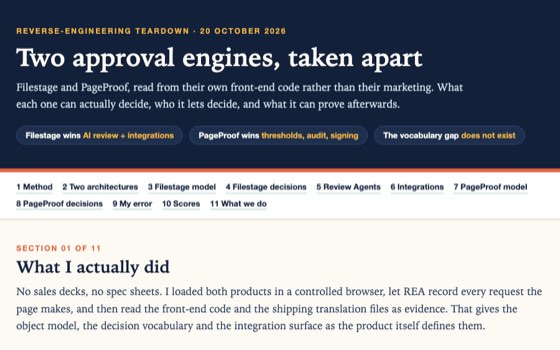 REVERSE-ENGINEERING TEARDOWN · 20 OCTOBER 2026
Two approval engines, taken apart
Filestage and PageProof, read from their own front-end code rather than their marketing. What
each one can actually decide, who it lets decide, and what it can prove afterwards.
Filestage wins AI review + integrations PageProof wins thresholds, audit, signing The vocabulary gap does not exist
1 Method 2 Two architectures 3 Filestage model 4 Filestage decisions 5 Review Agents 6 Integrations 7 PageProof model
8 PageProof decisions 9 My error 10 Scores 11 What we do
SECTION 01 OF 11
What I actually did
No sales decks, no spec sheets. I loaded both products in a controlled browser, let REA record every request the
page makes, and then read the front-end code and the shipping translation files as evidence. That gives the
object model, the decision vocabulary and the integration surface as the product itself defines them.